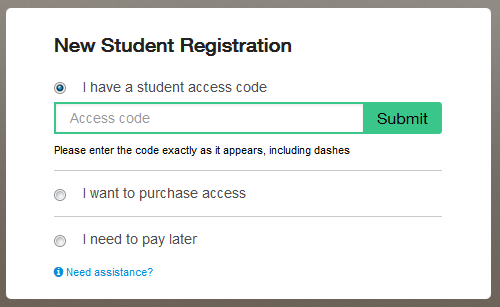 New Student Registration
I have a student access code
Access code
Submit
Please enter the code exactly as it appears, including dashes
I want to purchase access
I need to pay later
Need assistance?